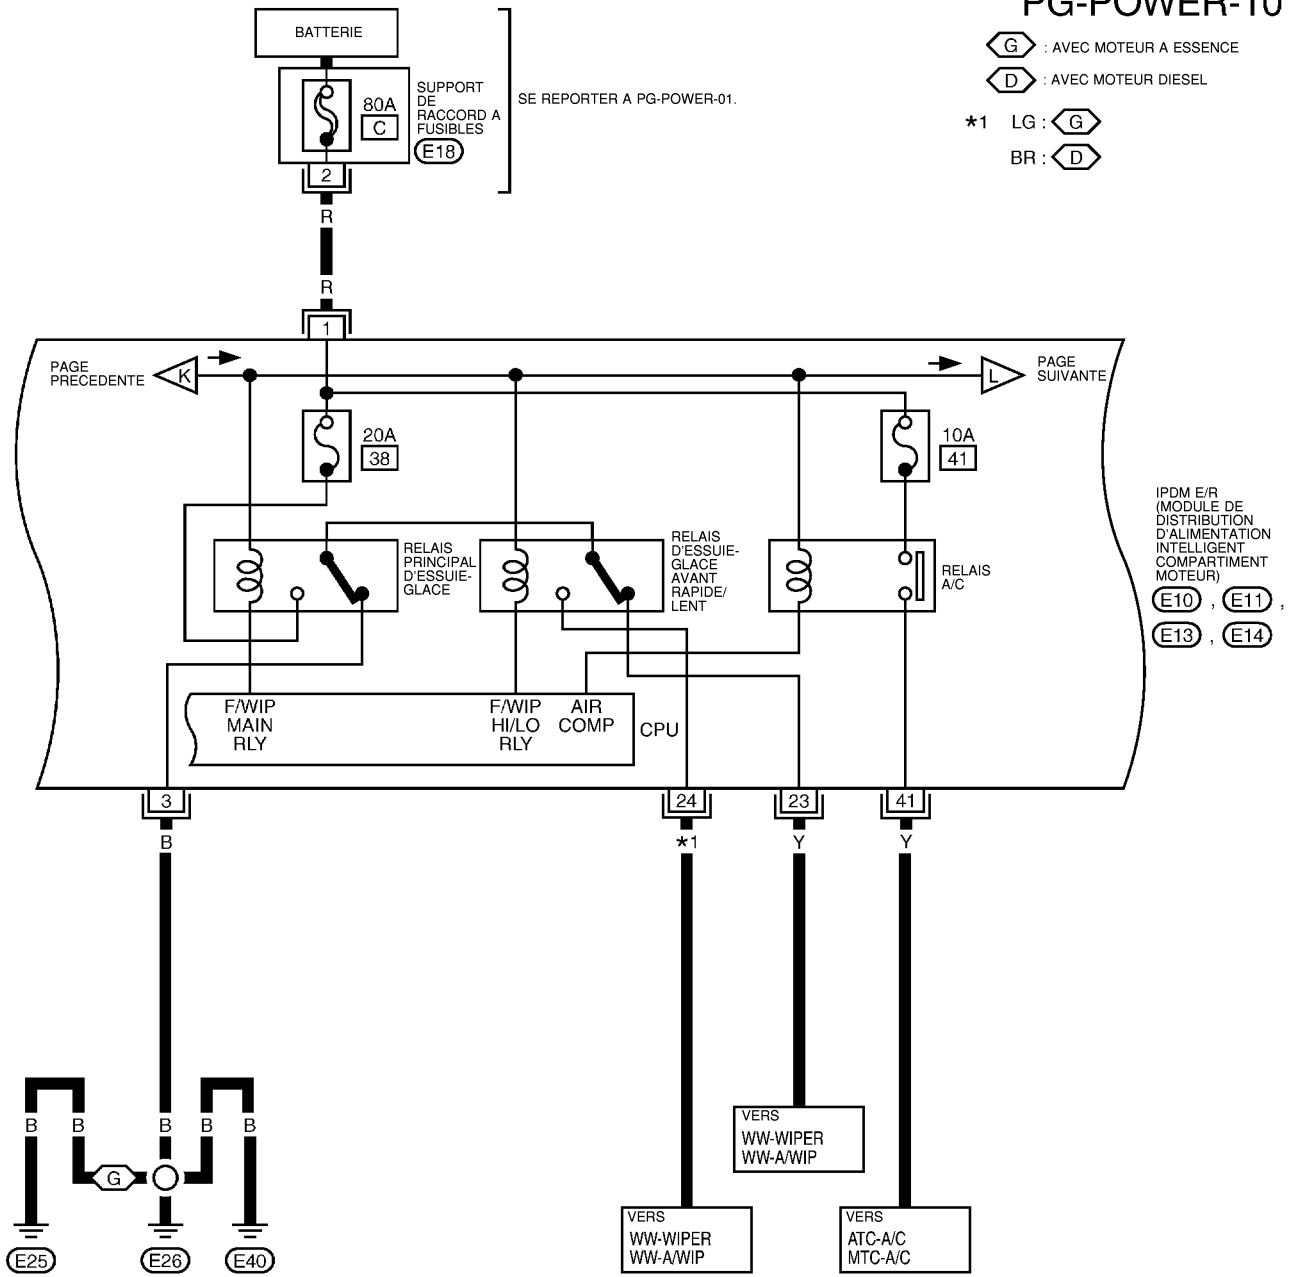 PG-POWER-10
BATTERIE
G : AVEC MOTEUR A ESSENCE
D : AVEC MOTEUR DIESEL
*1 LG : G
BR : D
80A
C
SUPPORT
DE
RACCORD A
FUSIBLES
E18
SE REPORTER A PG-POWER-01.
2
R
R
1
PAGE
PRECEDENTE
K
L
PAGE
SUIVANTE
20A
38
10A
41
RELAIS
PRINCIPAL
D'ESSUIE-
GLACE
RELAIS
D'ESSUIE-
GLACE
AVANT
RAPIDE/
LENT
RELAIS
A/C
IPDM E/R
(MODULE DE
DISTRIBUTION
D'ALIMENTATION
INTELLIGENT
COMPARTIMENT
MOTEUR)
E10 , E11 ,
E13 , E14
F/WIP
MAIN
RLY
F/WIP
HI/LO
RLY
AIR
COMP
CPU
3
24
23
41
B
*1
Y
Y
B
B
B
B
B
G
E25
E26
E40
VERS
WW-WIPER
WW-A/WIP
VERS
WW-WIPER
WW-A/WIP
VERS
ATC-A/C
MTC-A/C